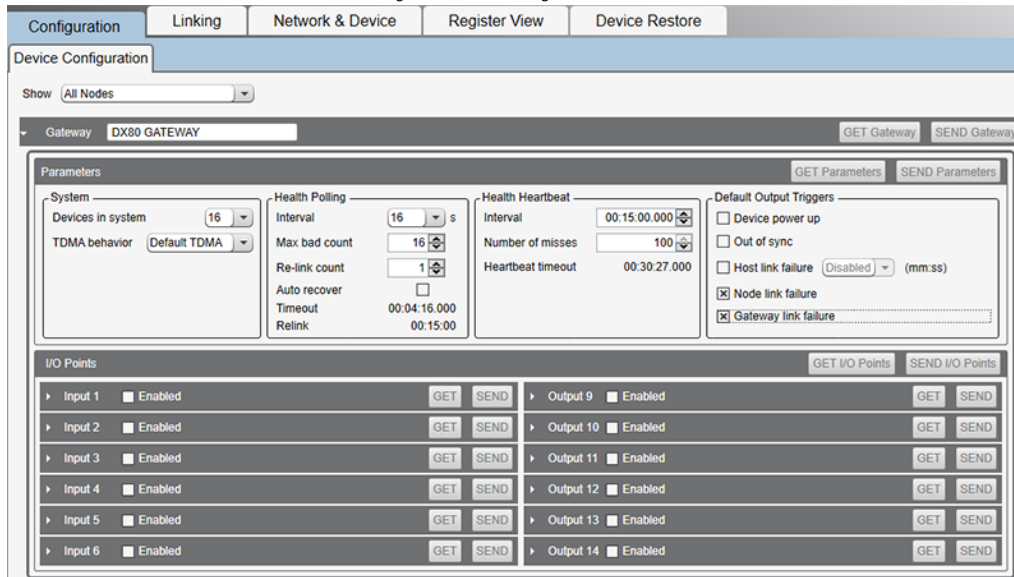 Configuration Linking Network & Device Register View Device Restore
Device Configuration
Show All Nodes
Gateway DX80 GATEWAY GET Gateway SEND Gateway
Parameters GET Parameters SEND Parameters
System
Devices in system 16
TDMA behavior Default TDMA
Health Polling
Interval 16 s
Max bad count 16
Re-link count 1
Auto recover
Timeout 00:04:16.000
Relink 00:15:00
Health Heartbeat
Interval 00:15:00.000
Number of misses 100
Heartbeat timeout 00:30:27.000
Default Output Triggers
Device power up
Out of sync
Host link failure Disabled (mm:ss)
Node link failure
Gateway link failure
I/O Points GET I/O Points SEND I/O Points
Input 1 Enabled GET SEND Output 9 Enabled GET SEND
Input 2 Enabled GET SEND Output 10 Enabled GET SEND
Input 3 Enabled GET SEND Output 11 Enabled GET SEND
Input 4 Enabled GET SEND Output 12 Enabled GET SEND
Input 5 Enabled GET SEND Output 13 Enabled GET SEND
Input 6 Enabled GET SEND Output 14 Enabled GET SEND